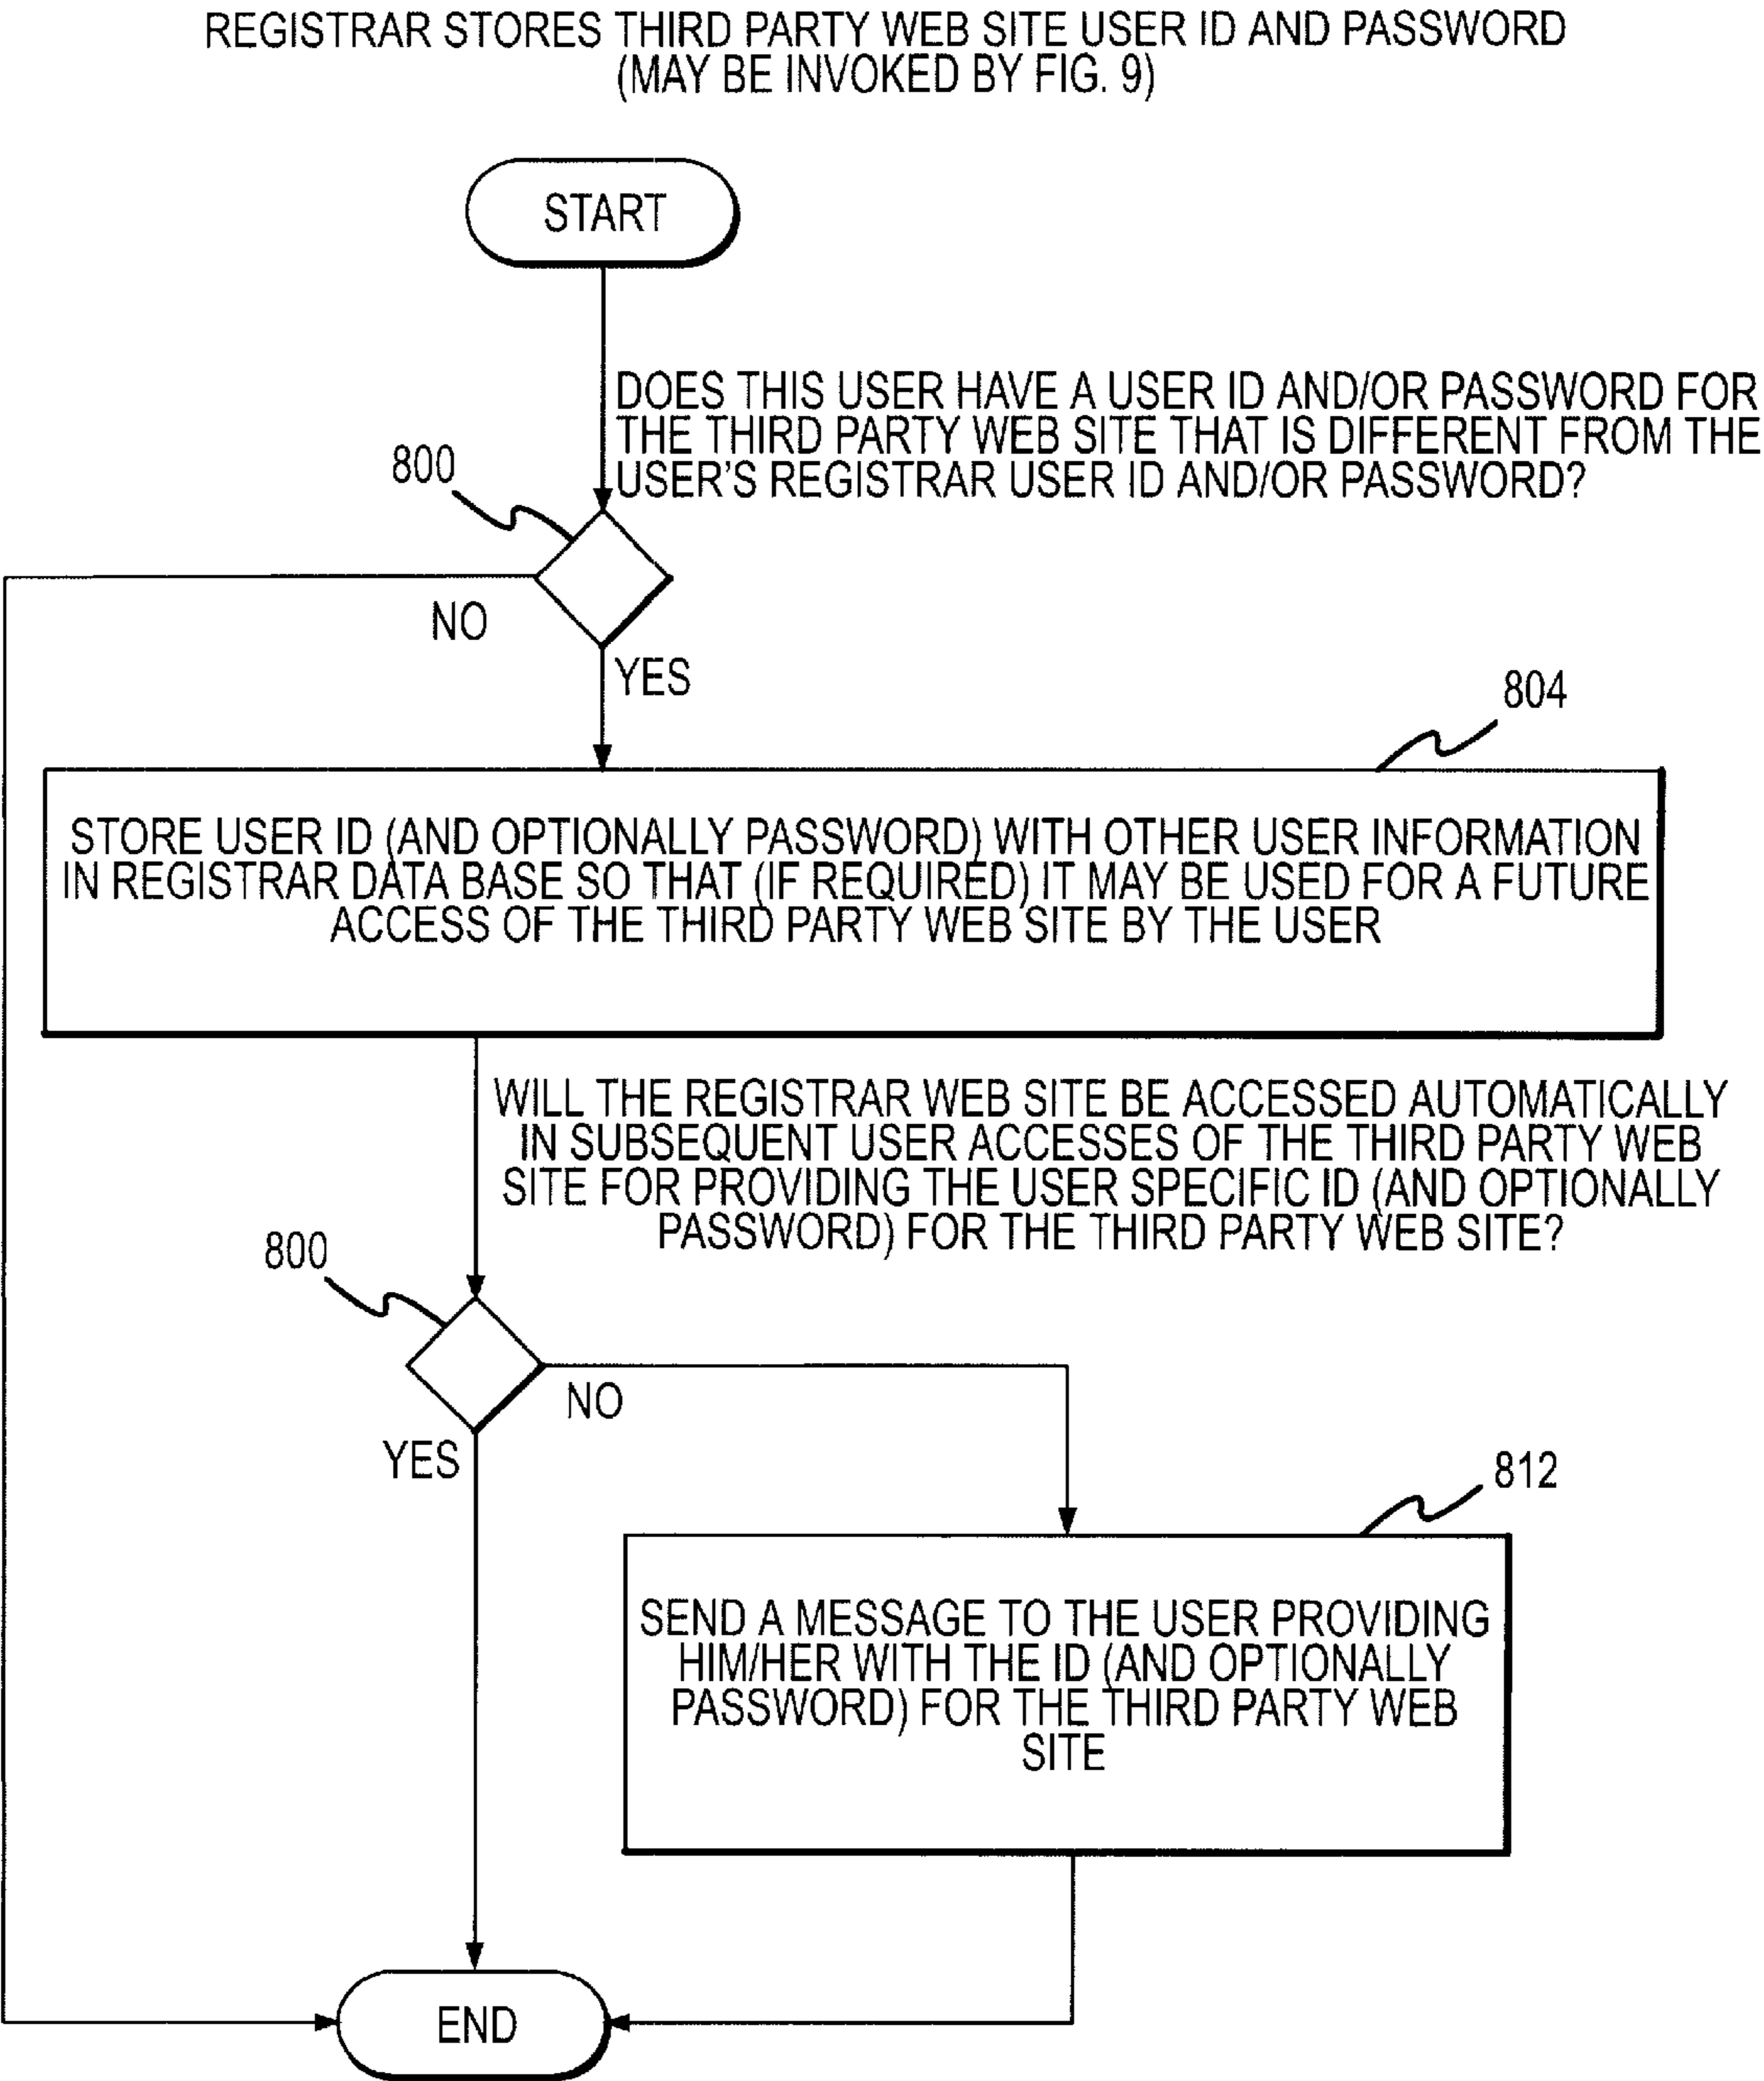 REGISTRAR STORES THIRD PARTY WEB SITE USER ID AND PASSWORD
(MAY BE INVOKED BY FIG. 9)
START
DOES THIS USER HAVE A USER ID AND/OR PASSWORD FOR
THE THIRD PARTY WEB SITE THAT IS DIFFERENT FROM THE
USER'S REGISTRAR USER ID AND/OR PASSWORD?
800
NO
YES
804
STORE USER ID (AND OPTIONALLY PASSWORD) WITH OTHER USER INFORMATION
IN REGISTRAR DATA BASE SO THAT (IF REQUIRED) IT MAY BE USED FOR A FUTURE
ACCESS OF THE THIRD PARTY WEB SITE BY THE USER
WILL THE REGISTRAR WEB SITE BE ACCESSED AUTOMATICALLY
IN SUBSEQUENT USER ACCESSES OF THE THIRD PARTY WEB
SITE FOR PROVIDING THE USER SPECIFIC ID (AND OPTIONALLY
PASSWORD) FOR THE THIRD PARTY WEB SITE?
800
NO
YES
812
SEND A MESSAGE TO THE USER PROVIDING
HIM/HER WITH THE ID (AND OPTIONALLY
PASSWORD) FOR THE THIRD PARTY WEB
SITE
END